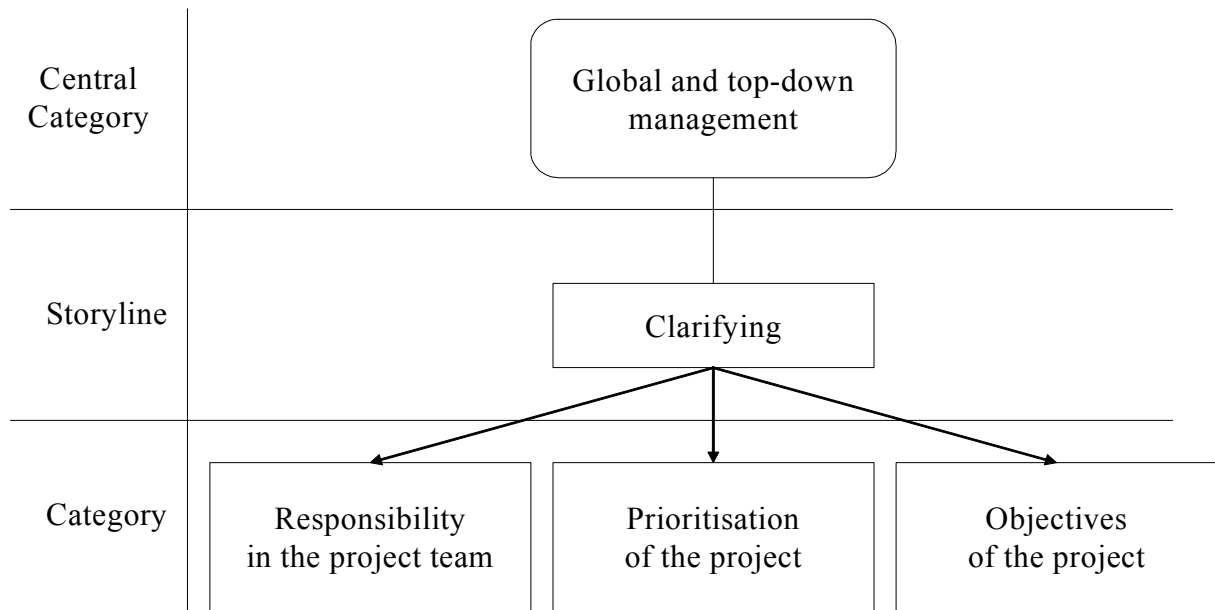 Central
Category
Global and top-down
management
Storyline
Clarifying
Category
Responsibility
in the project team
Prioritisation
of the project
Objectives
of the project